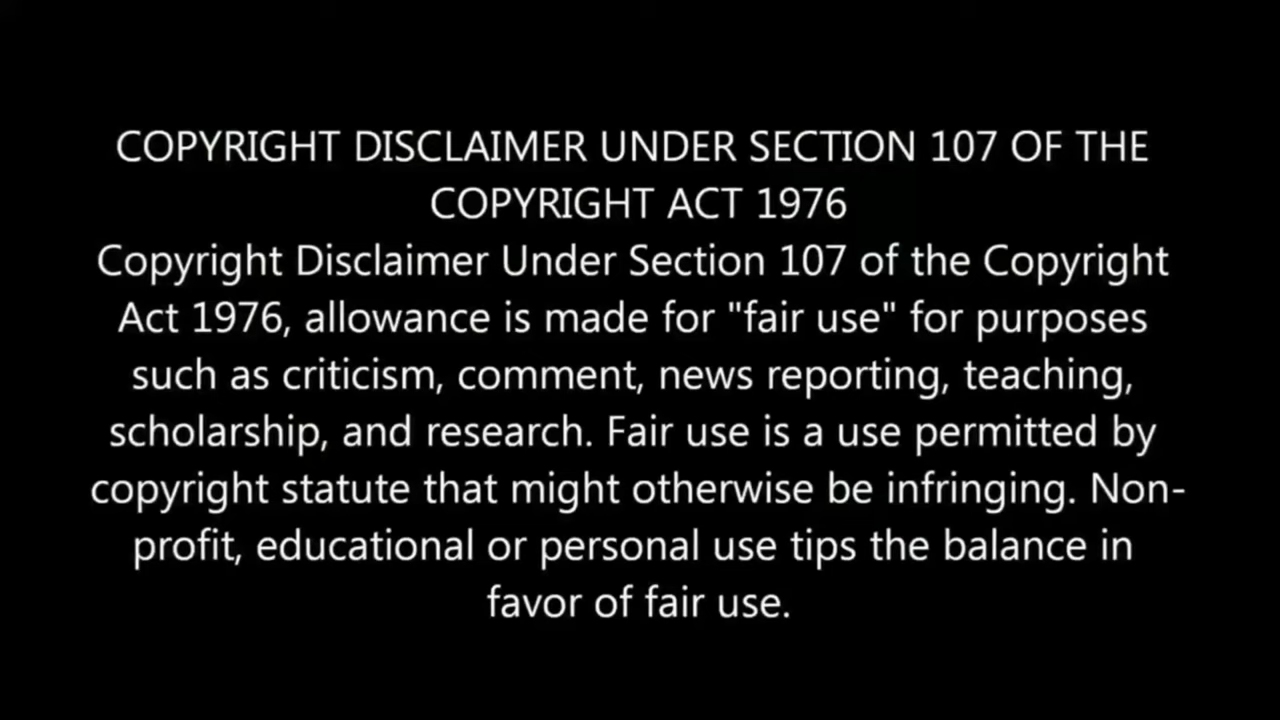 COPYRIGHT DISCLAIMER UNDER SECTION 107 OF THE
COPYRIGHT ACT 1976
Copyright Disclaimer Under Section 107 of the Copyright
Act 1976, allowance is made for "fair use" for purposes
such as criticism, comment, news reporting, teaching,
scholarship, and research. Fair use is a use permitted by
copyright statute that might otherwise be infringing. Non-
profit, educational or personal use tips the balance in
favor of fair use.